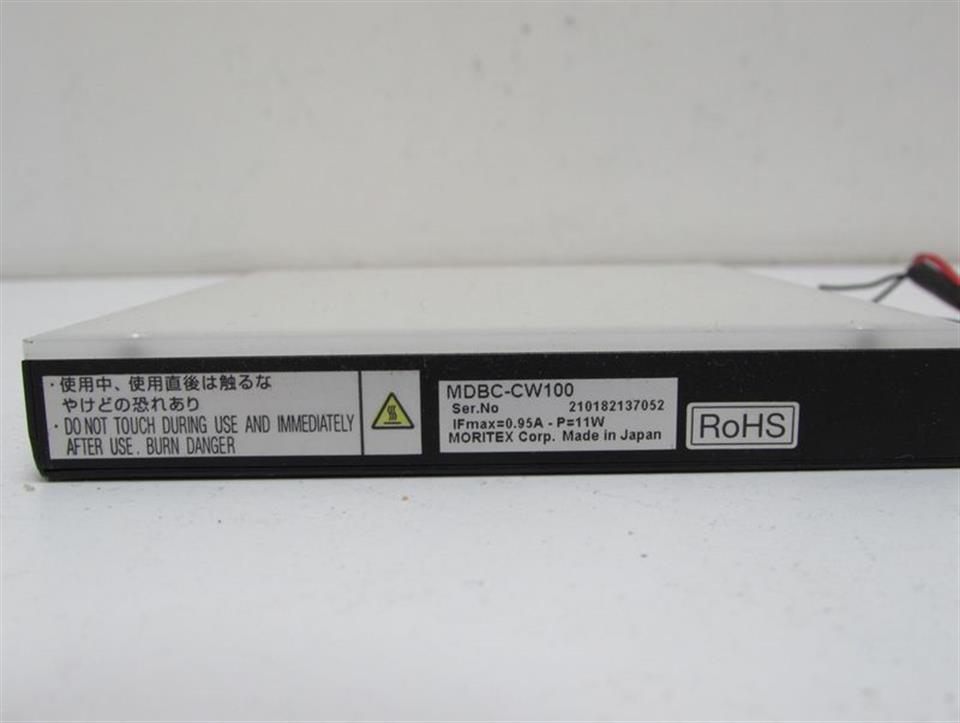 ・使用中、使用直後は触るな
やけどの恐れあり
・DO NOT TOUCH DURING USE AND IMMEDIATELY
AFTER USE. BURN DANGER
MDBC-CW100
Ser.No 210182137052
IFmax=0.95A - P=11W
MORITEX Corp. Made in Japan
RoHS